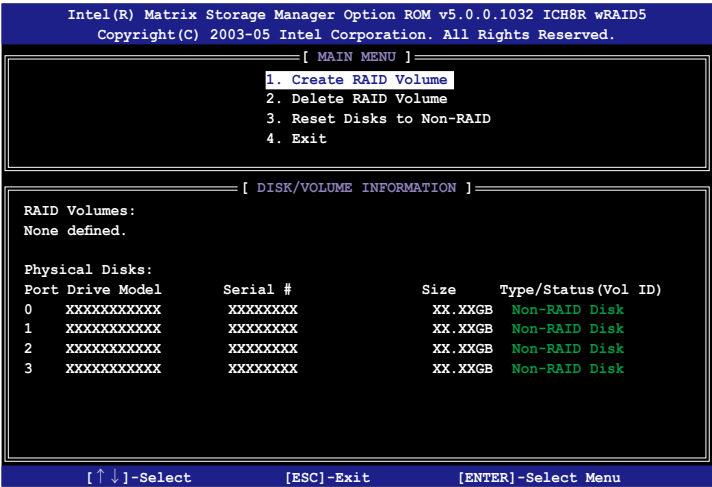 Intel(R) Matrix Storage Manager Option ROM v5.0.0.1032 ICH8R wRAID5
Copyright(C) 2003-05 Intel Corporation. All Rights Reserved.
[ MAIN MENU ]
1. Create RAID Volume
2. Delete RAID Volume
3. Reset Disks to Non-RAID
4. Exit
[ DISK/VOLUME INFORMATION ]
RAID Volumes:
None defined.
Physical Disks:
Port Drive Model Serial # Size Type/Status(Vol ID)
0 XXXXXXXXXXX XXXXXXXX XX.XXGB Non-RAID Disk
1 XXXXXXXXXXX XXXXXXXX XX.XXGB Non-RAID Disk
2 XXXXXXXXXXX XXXXXXXX XX.XXGB Non-RAID Disk
3 XXXXXXXXXXX XXXXXXXX XX.XXGB Non-RAID Disk
[↑↓]-Select [ESC]-Exit [ENTER]-Select Menu